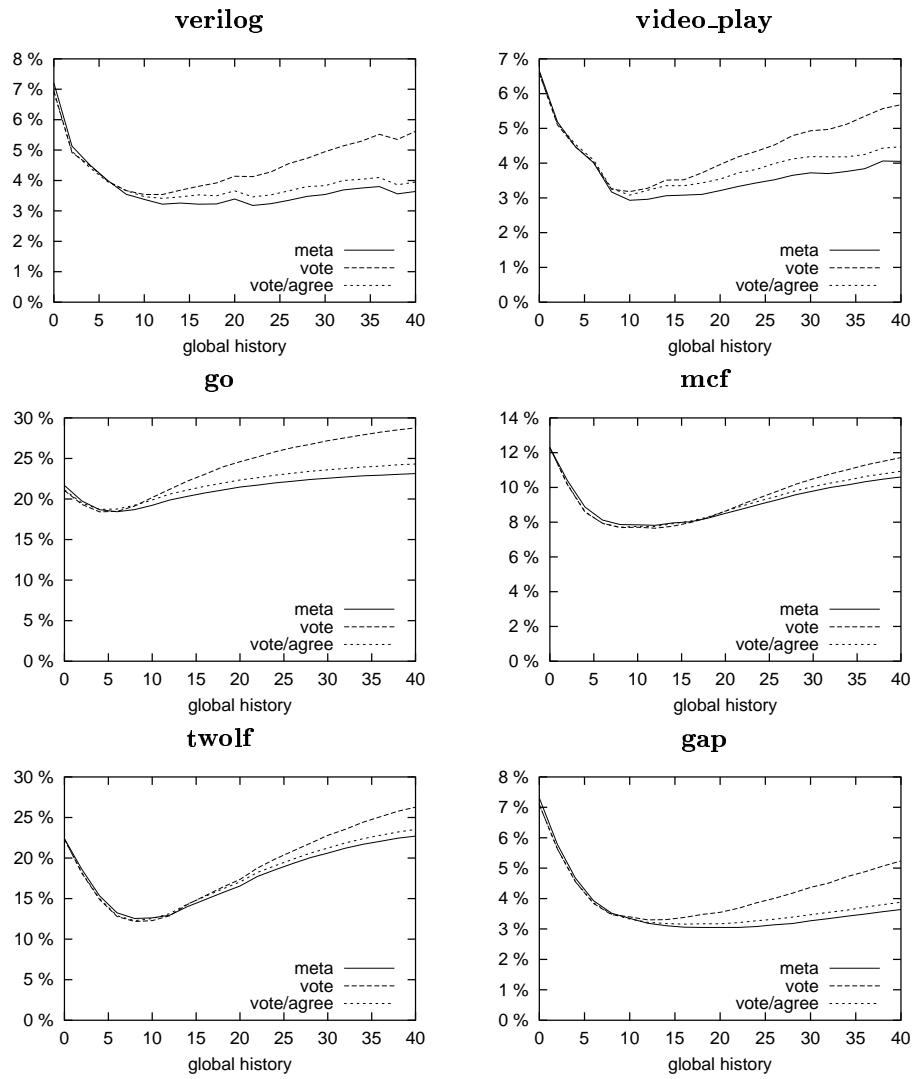 verilog
8 %
7 %
6 %
5 %
4 %
3 %
2 %
1 %
0 %
meta
vote
vote/agree
0 5 10 15 20 25 30 35 40
global history
video_play
7 %
6 %
5 %
4 %
3 %
2 %
1 %
0 %
meta
vote
vote/agree
0 5 10 15 20 25 30 35 40
global history
go
30 %
25 %
20 %
15 %
10 %
5 %
0 %
meta
vote
vote/agree
0 5 10 15 20 25 30 35 40
global history
mcf
14 %
12 %
10 %
8 %
6 %
4 %
2 %
0 %
meta
vote
vote/agree
0 5 10 15 20 25 30 35 40
global history
twolf
30 %
25 %
20 %
15 %
10 %
5 %
0 %
meta
vote
vote/agree
0 5 10 15 20 25 30 35 40
global history
gap
8 %
7 %
6 %
5 %
4 %
3 %
2 %
1 %
0 %
meta
vote
vote/agree
0 5 10 15 20 25 30 35 40
global history